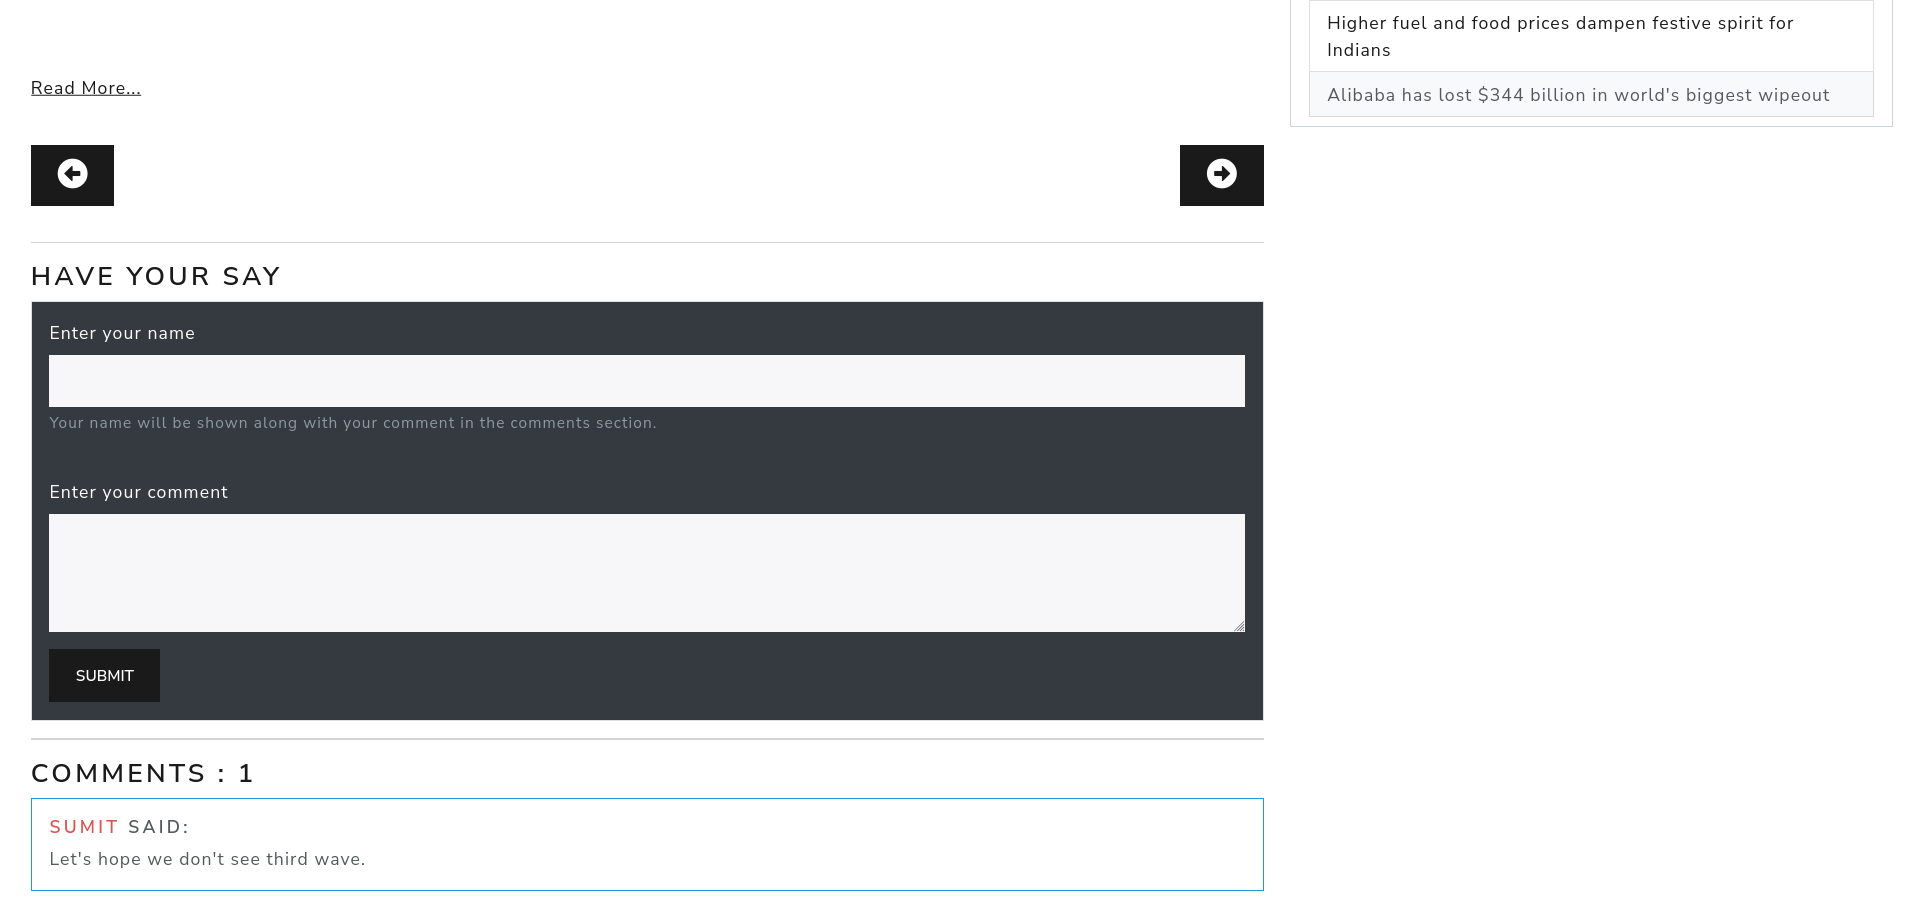 Higher fuel and food prices dampen festive spirit for
Indians
Alibaba has lost $344 billion in world's biggest wipeout
Read More...
HAVE YOUR SAY
Enter your name
Your name will be shown along with your comment in the comments section.
Enter your comment
SUBMIT
COMMENTS : 1
SUMIT SAID:
Let's hope we don't see third wave.